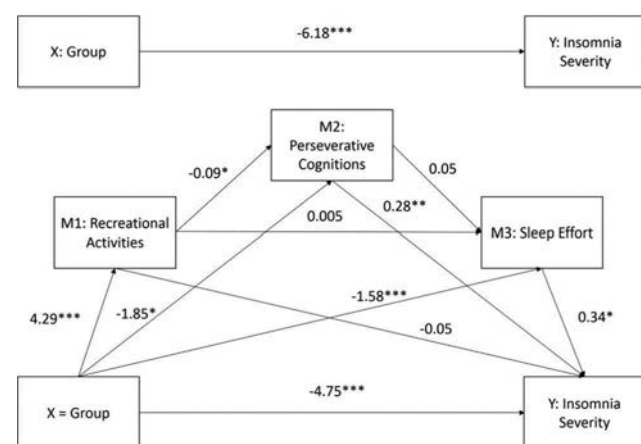 -6.18***
X: Group
Y: Insomnia
Severity
M2:
Perseverative
Cognitions
-0.09*
0.05
M1: Recreational
Activities
0.005
0.28**
M3: Sleep Effort
4.29***
-1.85*
-1.58***
-0.05
0.34*
X = Group
-4.75***
Y: Insomnia
Severity